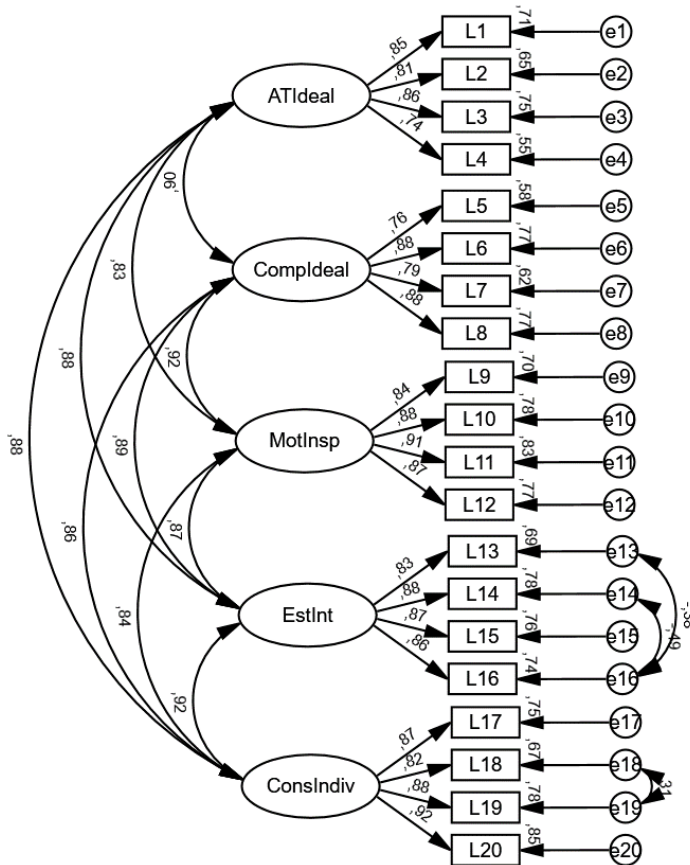 ATIdeal
CompIdeal
MotInsp
EstInt
ConsIndiv
L1
L2
L3
L4
L5
L6
L7
L8
L9
L10
L11
L12
L13
L14
L15
L16
L17
L18
L19
L20
e1
e2
e3
e4
e5
e6
e7
e8
e9
e10
e11
e12
e13
e14
e15
e16
e17
e18
e19
e20
,85
,81
,86
,74
,76
,88
,79
,88
,84
,88
,91
,87
,83
,88
,87
,86
,87
,82
,88
,92
,71
,65
,75
,55
,58
,77
,62
,77
,70
,78
,83
,77
,69
,78
,76
,74
,75
,67
,78
,85
,90
,83
,88
,88
,92
,89
,86
,87
,84
,92
-,49
,31